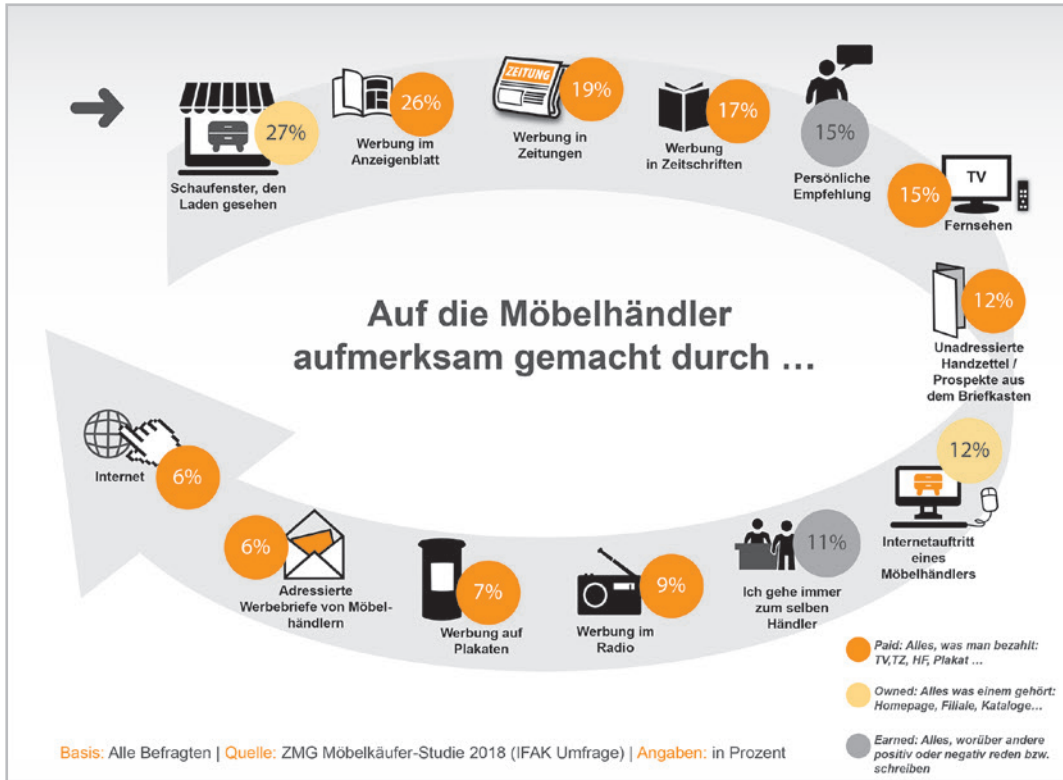 27%
Schaufenster, den
Laden gesehen
26%
Werbung im
Anzeigenblatt
ZEITUNG
19%
Werbung in
Zeitungen
17%
Werbung
in Zeitschriften
15%
Persönliche
Empfehlung
TV
15%
Fernsehen
12%
Unadressierte
Handzettel /
Prospekte aus
dem Briefkasten
Auf die Möbelhändler
aufmerksam gemacht durch ...
12%
Internetauftritt
eines
Möbelhändlers
11%
Ich gehe immer
zum selben
Händler
9%
Werbung im
Radio
7%
Werbung auf
Plakaten
6%
Adressierte
Werbebriefe von Möbel-
händlern
Internet
6%
Paid: Alles, was man bezahlt:
TV,TZ, HF, Plakat ...
Owned: Alles was einem gehört:
Homepage, Filiale, Kataloge...
Earned: Alles, worüber andere
positiv oder negativ reden bzw.
schreiben
Basis: Alle Befragten | Quelle: ZMG Möbelkäufer-Studie 2018 (IFAK Umfrage) | Angaben: in Prozent